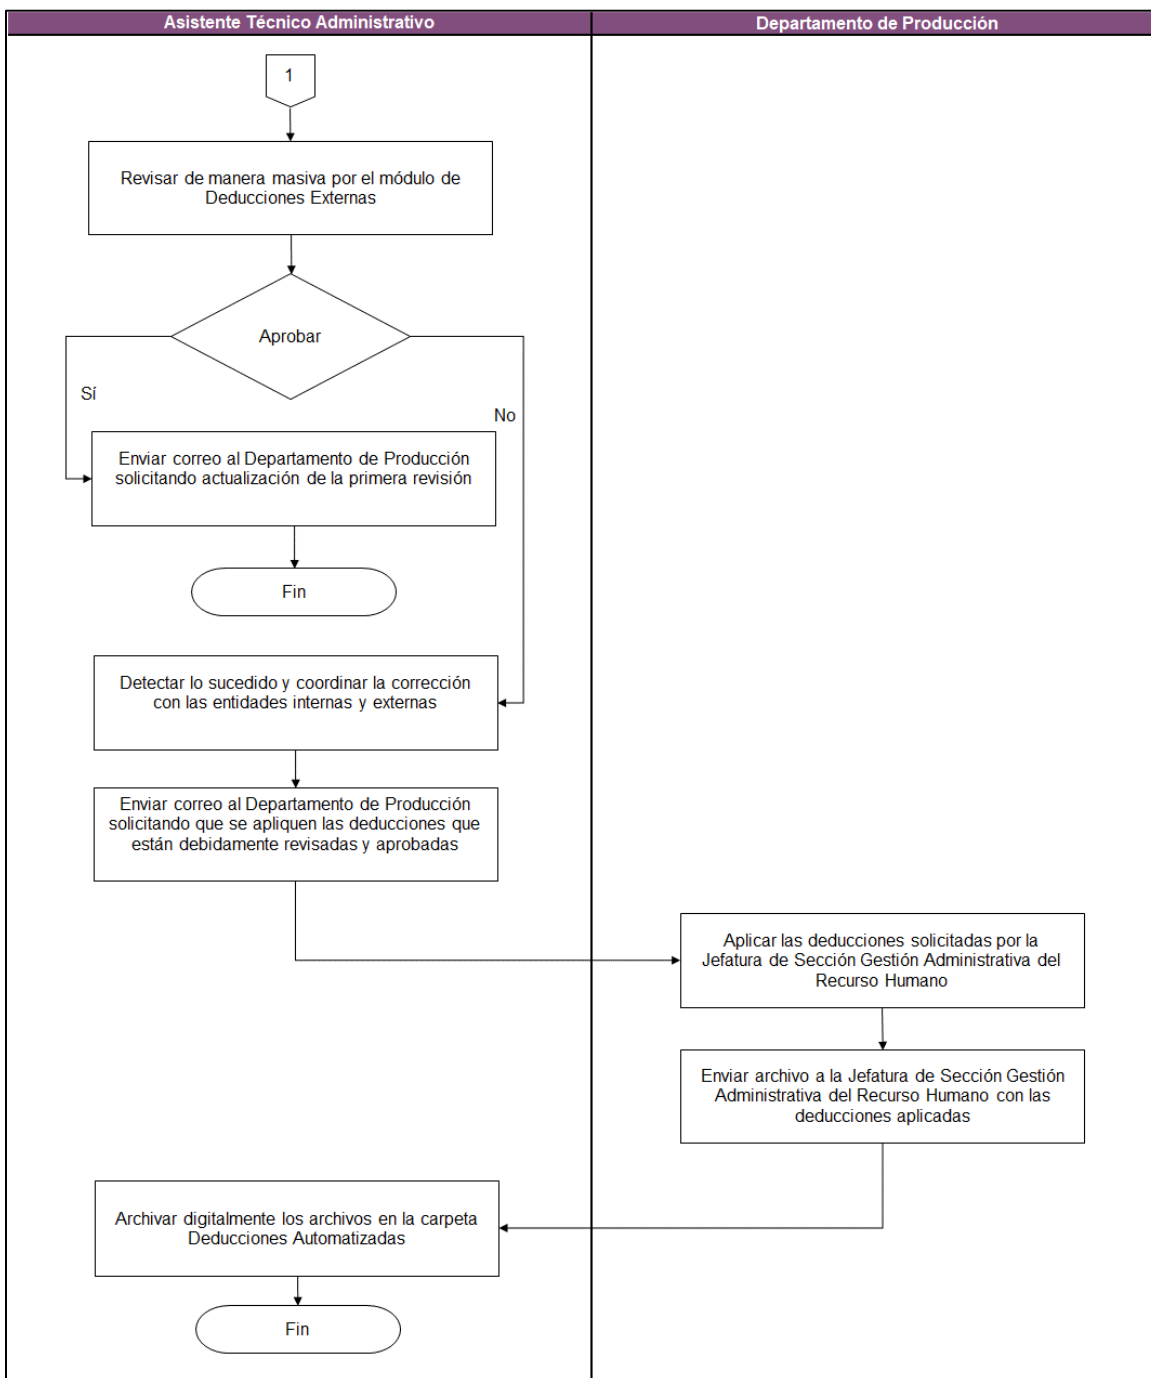 Asistente Técnico Administrativo
Departamento de Producción
1
Revisar de manera masiva por el módulo de
Deducciones Externas
Aprobar
Sí
No
Enviar correo al Departamento de Producción
solicitando actualización de la primera revisión
Fin
Detectar lo sucedido y coordinar la corrección
con las entidades internas y externas
Enviar correo al Departamento de Producción
solicitando que se apliquen las deducciones que
están debidamente revisadas y aprobadas
Aplicar las deducciones solicitadas por la
Jefatura de Sección Gestión Administrativa del
Recurso Humano
Enviar archivo a la Jefatura de Sección Gestión
Administrativa del Recurso Humano con las
deducciones aplicadas
Archivar digitalmente los archivos en la carpeta
Deducciones Automatizadas
Fin